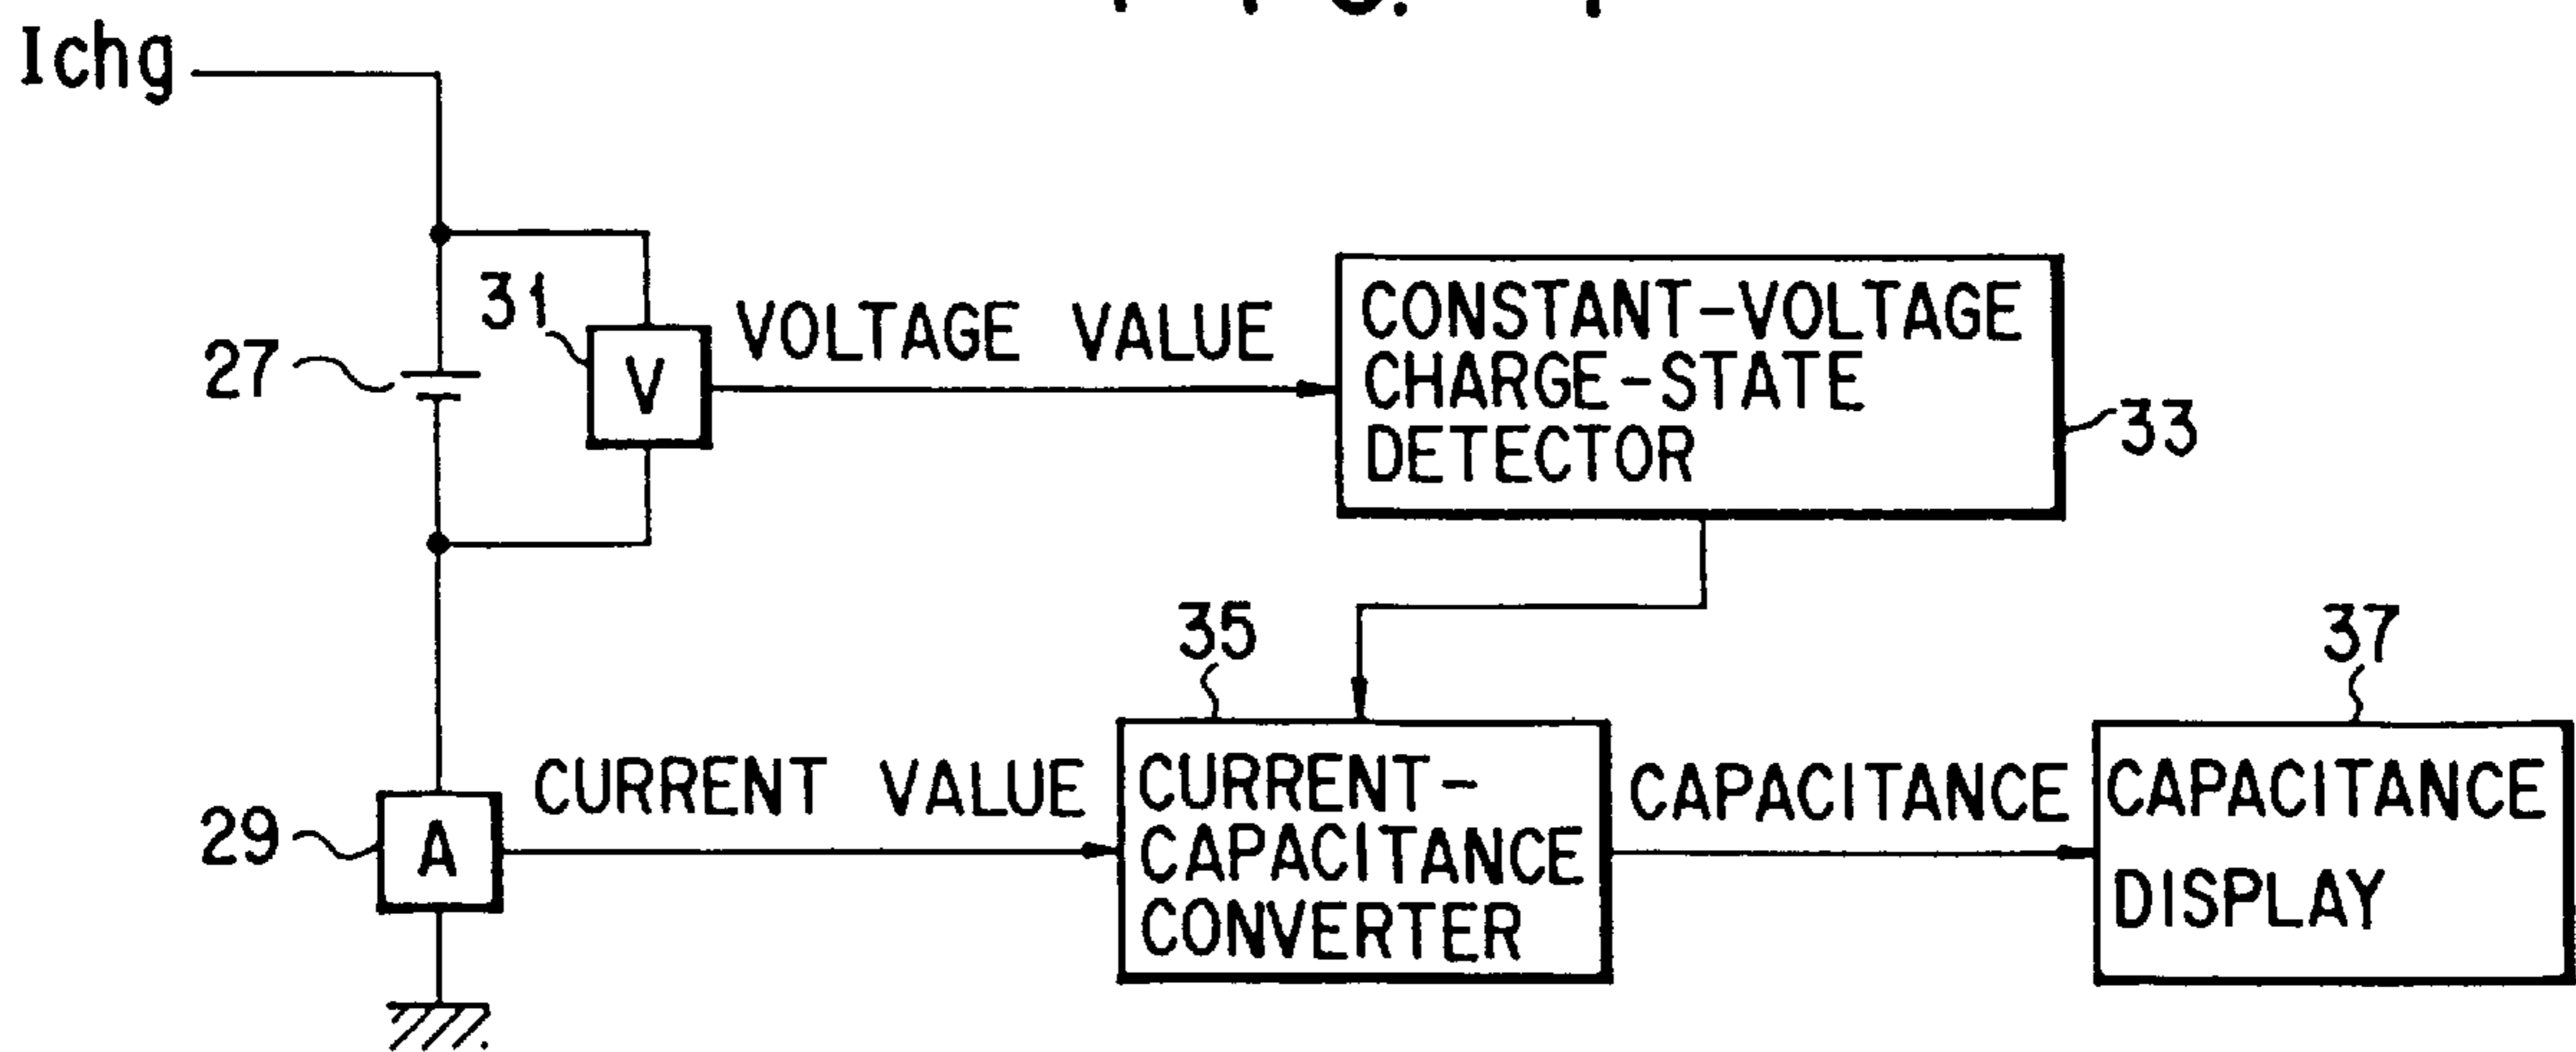 Ichg
31
VOLTAGE VALUE
27
V
CONSTANT-VOLTAGE
CHARGE-STATE
DETECTOR
33
35
37
29
A
CURRENT VALUE
CURRENT-
CAPACITANCE
CONVERTER
CAPACITANCE
CAPACITANCE
DISPLAY